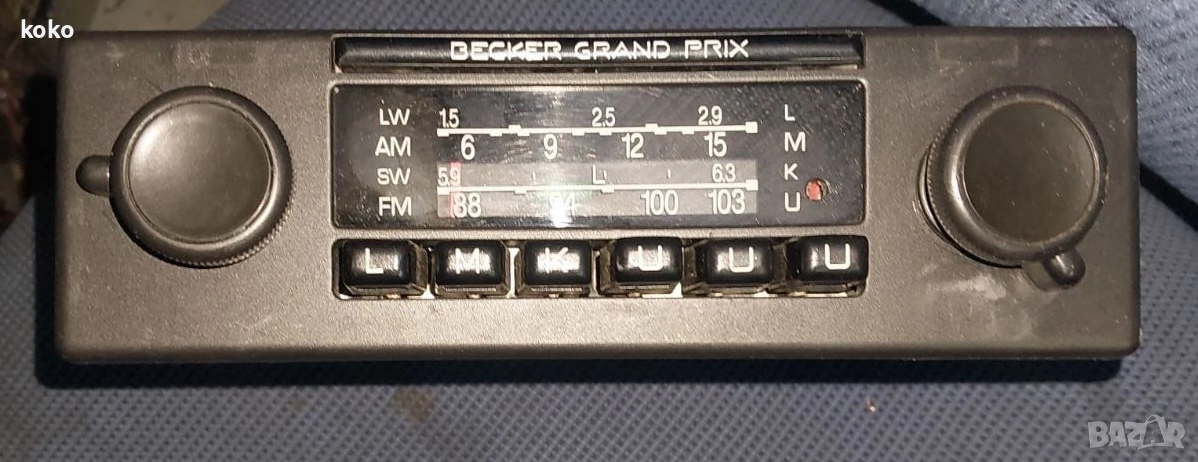 koko
BECKER GRAND PRIX
LW 1.5 2.5 2.9 L
AM 6 9 12 15 M
SW 5.9 L 6.3 K
FM 88 94 100 103 U
L M K U U U
BAZAR